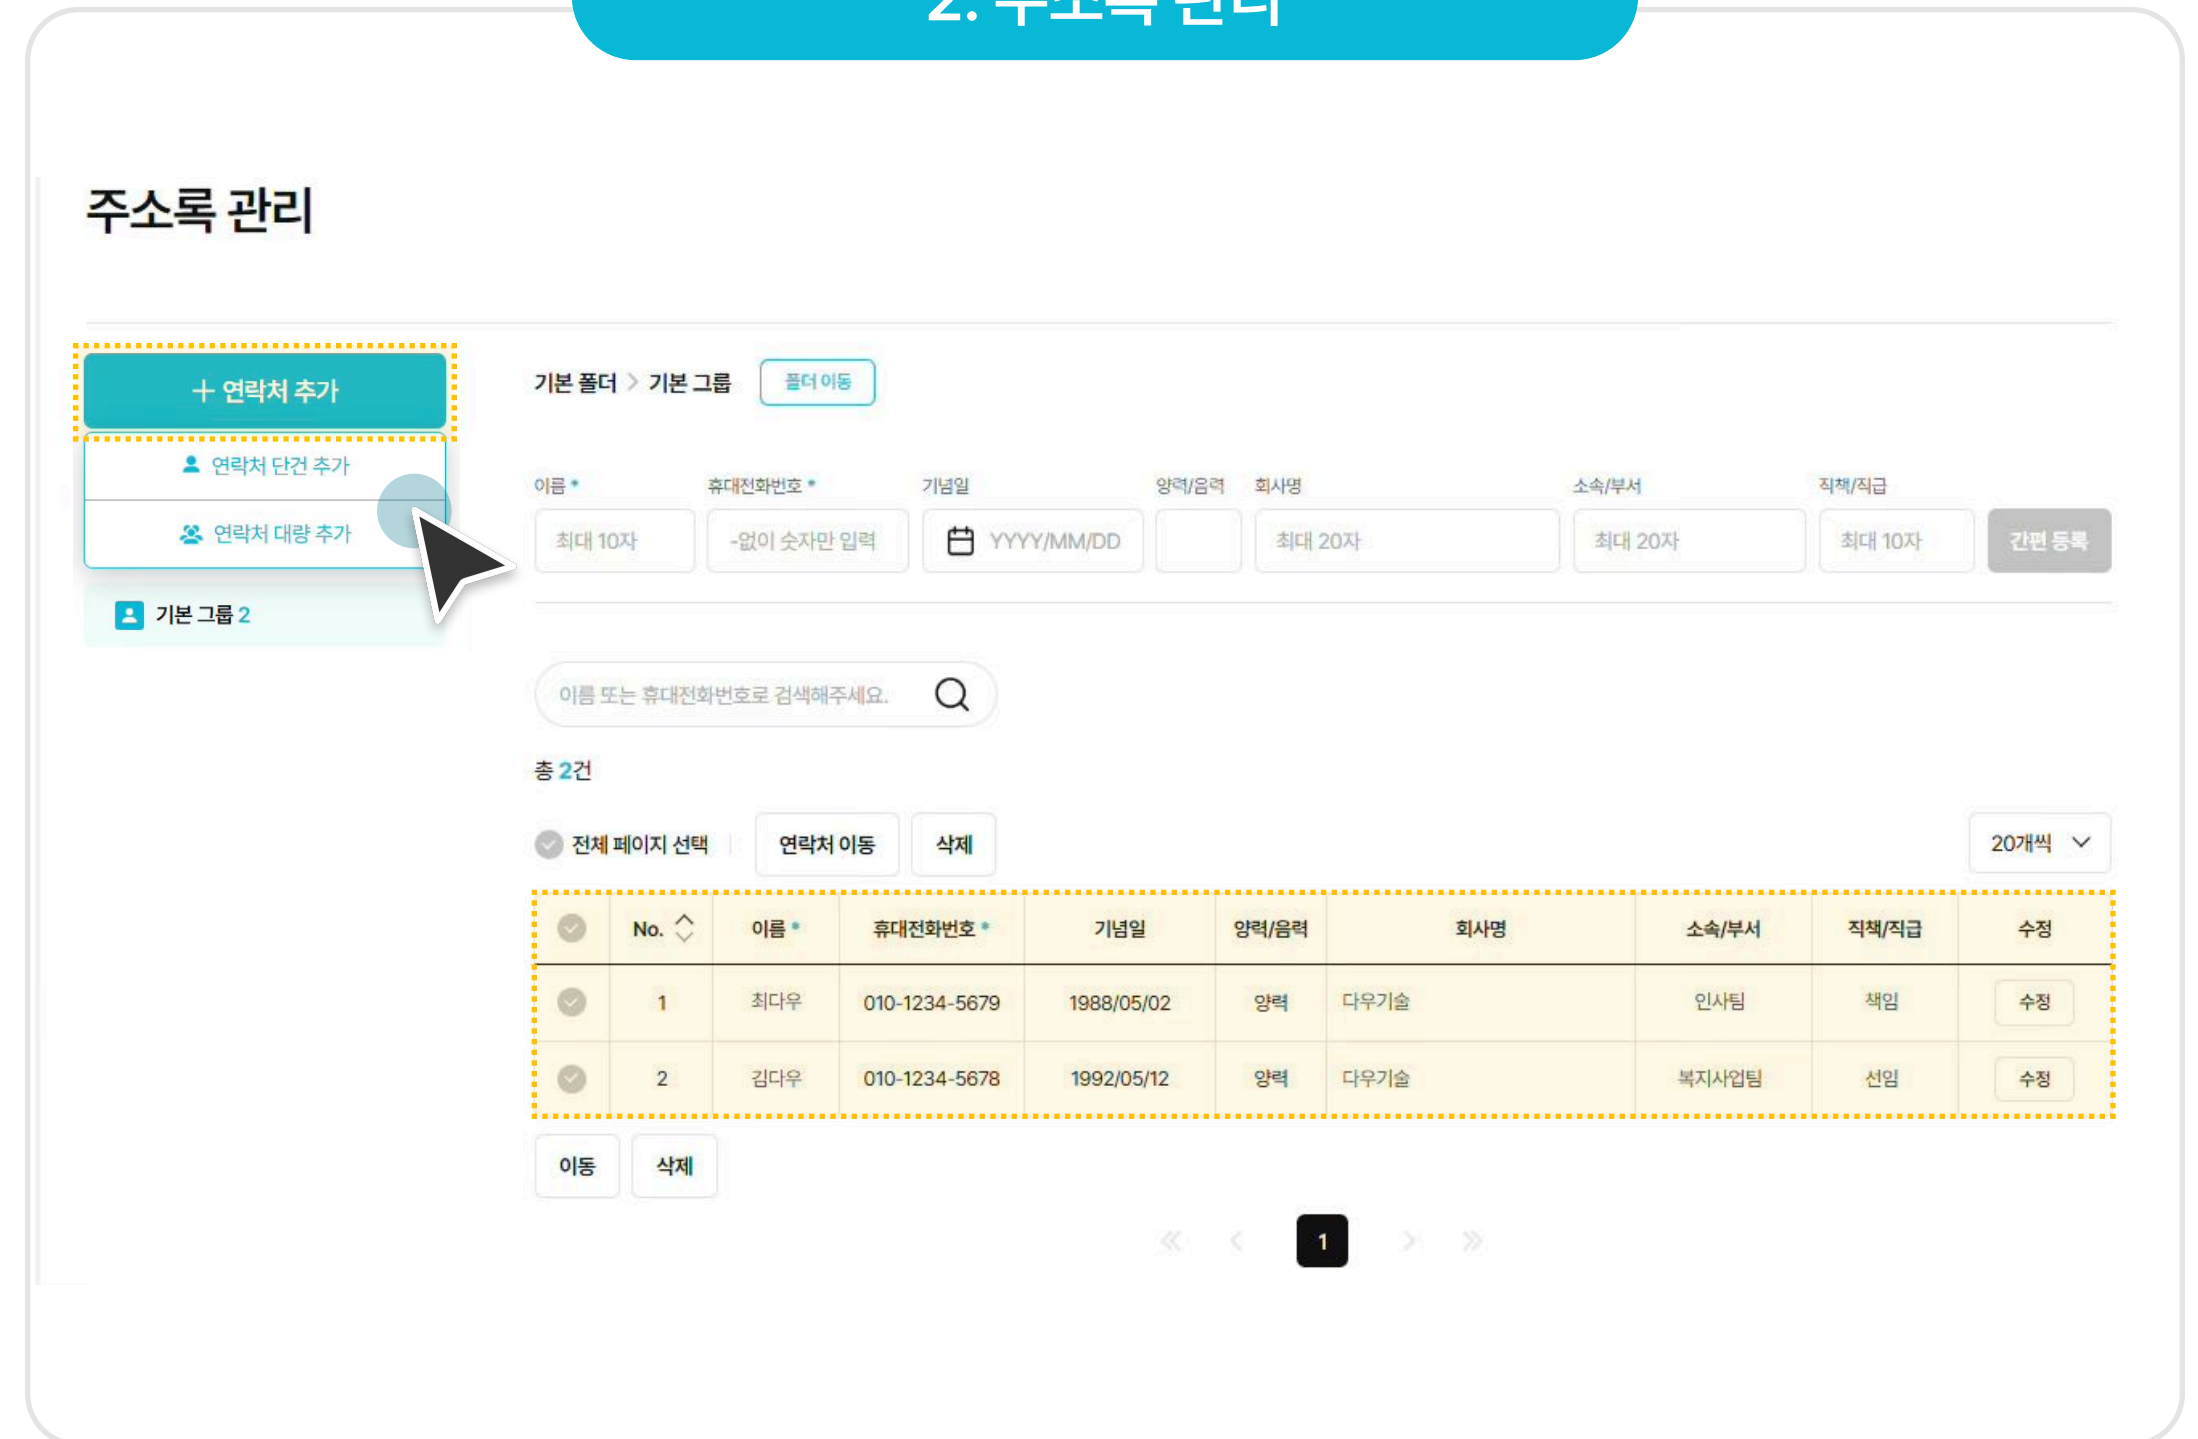 2. 주소록 관리
주소록 관리
+ 연락처 추가
연락처 단건 추가
연락처 대량 추가
기본 그룹 2
기본 폴더 > 기본 그룹 폴더 이동
이름 * 휴대전화번호 * 기념일 양력/음력 회사명 소속/부서 직책/직급
최대 10자 -없이 숫자만 입력 YYYY/MM/DD 최대 20자 최대 20자 최대 10자 간편 등록
이름 또는 휴대전화번호로 검색해주세요.
총 2건
전체 페이지 선택 연락처 이동 삭제 20개씩
No. 이름 * 휴대전화번호 * 기념일 양력/음력 회사명 소속/부서 직책/직급 수정
1 최다우 010-1234-5679 1988/05/02 양력 다우기술 인사팀 책임 수정
2 김다우 010-1234-5678 1992/05/12 양력 다우기술 복지사업팀 선임 수정
이동 삭제
« < 1 > »